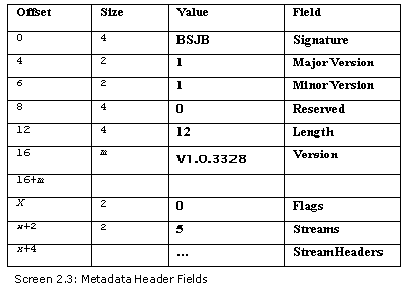 Offset Size Value Field
0 4 BSJB Signature
4 2 1 Major Version
6 2 1 Minor Version
8 4 0 Reserved
12 4 12 Length
16 m V1.0.3328 Version
16+m
X 2 0 Flags
x+2 2 5 Streams
x+4 ... StreamHeaders
Screen 2.3: Metadata Header Fields